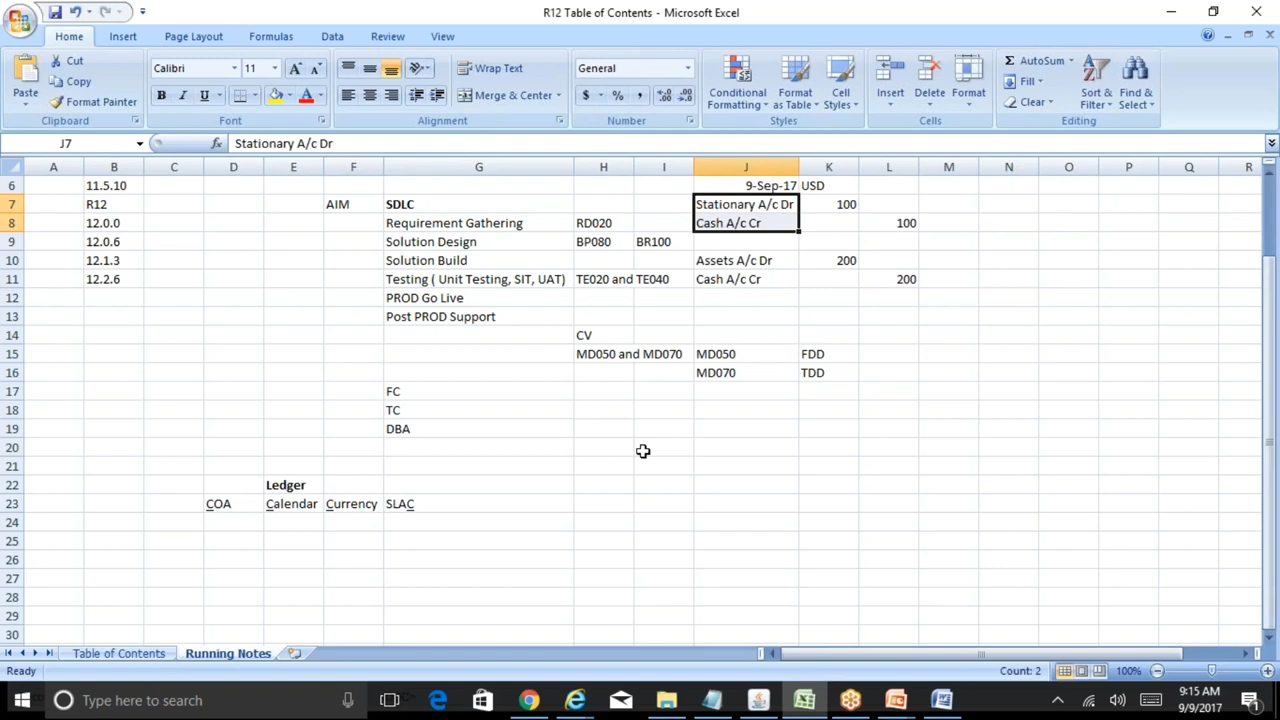 R12 Table of Contents - Microsoft Excel
Home Insert Page Layout Formulas Data Review View
Paste Cut Copy Format Painter Clipboard
Calibri 11 A A B I U A Font
Wrap Text Merge & Center Alignment
General $ % , .0 .00 .00 .0 Number
Conditional Formatting Format as Table Cell Styles Styles
Insert Delete Format Cells
Σ AutoSum Fill Clear Sort & Filter Find & Select Editing
J7 fx Stationary A/c Dr
A B C D E F G H I J K L M N O P Q R
6 11.5.10 9-Sep-17 USD
7 R12 AIM SDLC Stationary A/c Dr 100
8 12.0.0 Requirement Gathering RD020 Cash A/c Cr 100
9 12.0.6 Solution Design BP080 BR100
10 12.1.3 Solution Build Assets A/c Dr 200
11 12.2.6 Testing ( Unit Testing, SIT, UAT) TE020 and TE040 Cash A/c Cr 200
12 PROD Go Live
13 Post PROD Support
14 CV
15 MD050 and MD070 MD050 FDD
16 MD070 TDD
17 FC
18 TC
19 DBA
20
21
22 Ledger
23 COA Calendar Currency SLAC
24
25
26
27
28
29
30
Table of Contents Running Notes
Ready Count: 2 100%
Type here to search 9:15 AM
9/9/2017